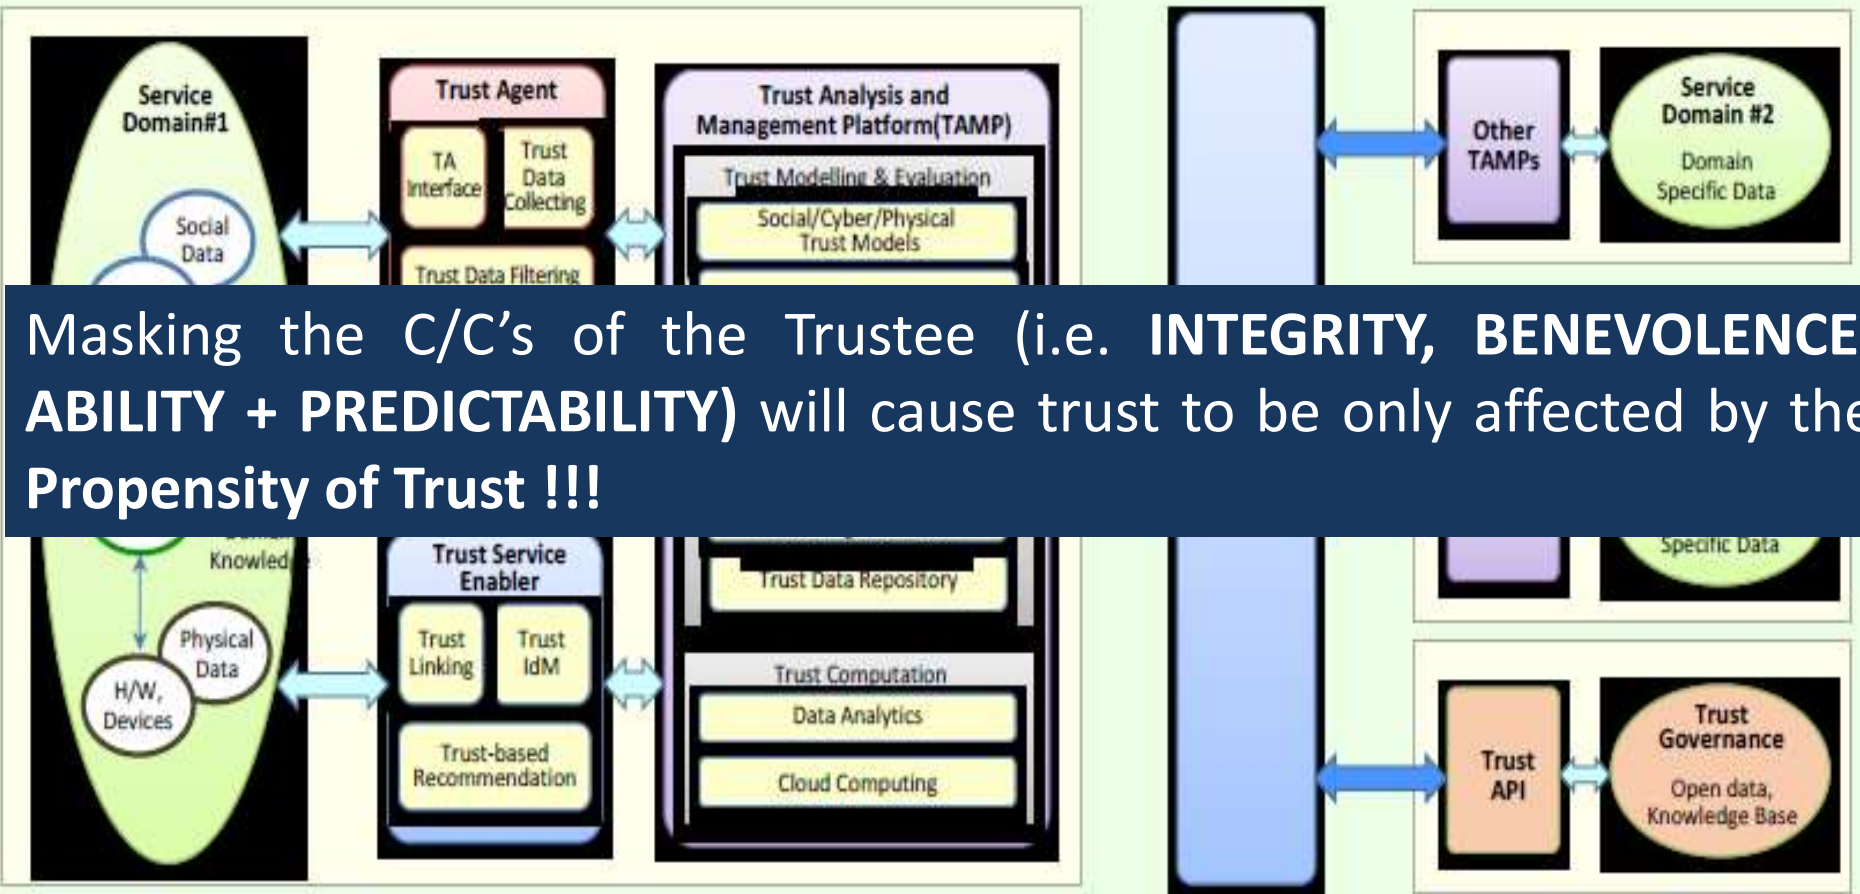 Service
Domain#1
Social
Data
Knowled
Physical
Data
H/W,
Devices
Trust Agent
TA
Interface
Trust
Data
Collecting
Trust Data Filtering
Trust Service
Enabler
Trust
Linking
Trust
IdM
Trust-based
Recommendation
Trust Analysis and
Management Platform(TAMP)
Trust Modelling & Evaluation
Social/Cyber/Physical
Trust Models
Trust Data Repository
Trust Computation
Data Analytics
Cloud Computing
Other
TAMPs
Service
Domain #2
Domain
Specific Data
Masking the C/C’s of the Trustee (i.e. INTEGRITY, BENEVOLENCE
ABILITY + PREDICTABILITY) will cause trust to be only affected by the
Propensity of Trust !!!
Specific Data
Trust
API
Trust
Governance
Open data,
Knowledge Base